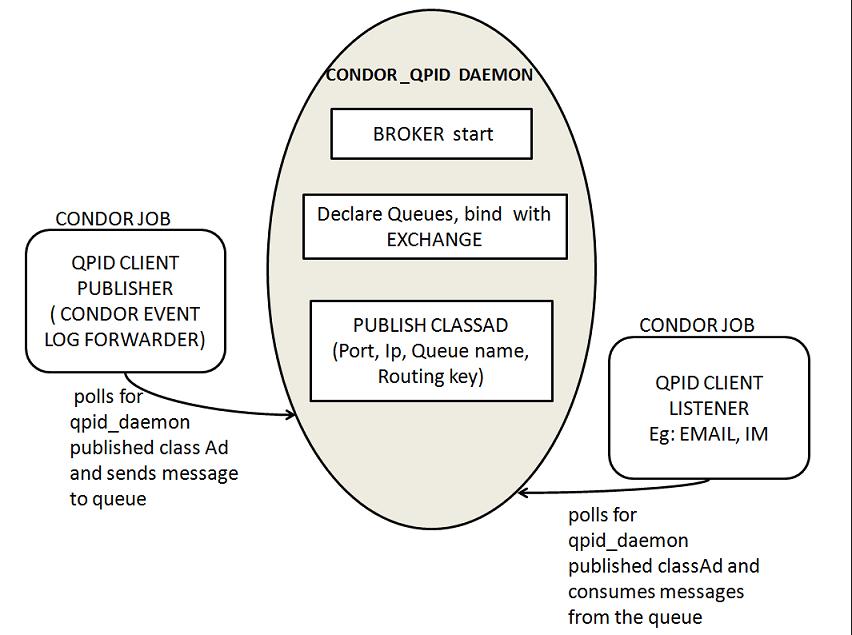 CONDOR_QPID DAEMON
BROKER start
Declare Queues, bind with
EXCHANGE
PUBLISH CLASSAD
(Port, Ip, Queue name,
Routing key)
CONDOR JOB
QPID CLIENT
PUBLISHER
( CONDOR EVENT
LOG FORWARDER)
polls for
qpid_daemon
published class Ad
and sends message
to queue
CONDOR JOB
QPID CLIENT
LISTENER
Eg: EMAIL, IM
polls for
qpid_daemon
published classAd and
consumes messages
from the queue